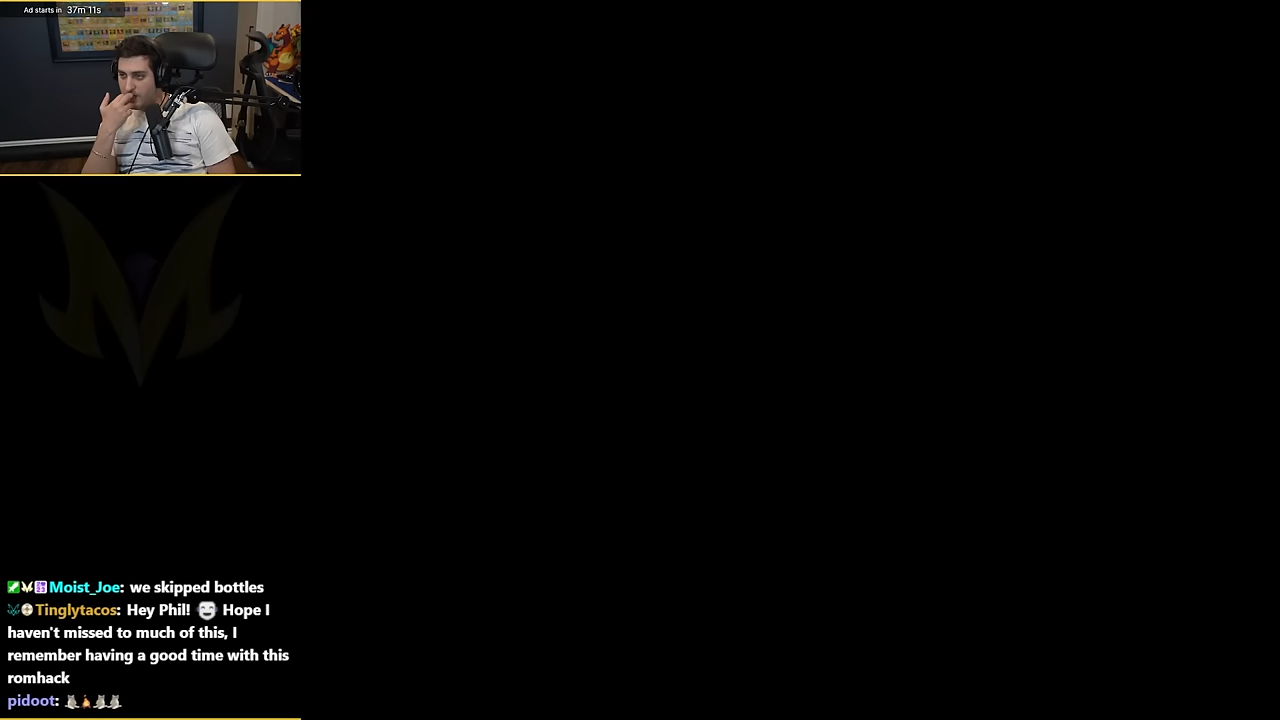 Ad starts in 37m 11s
Moist_Joe: we skipped bottles
Tinglytacos: Hey Phil! Hope I
haven't missed to much of this, I
remember having a good time with this
romhack
pidoot: